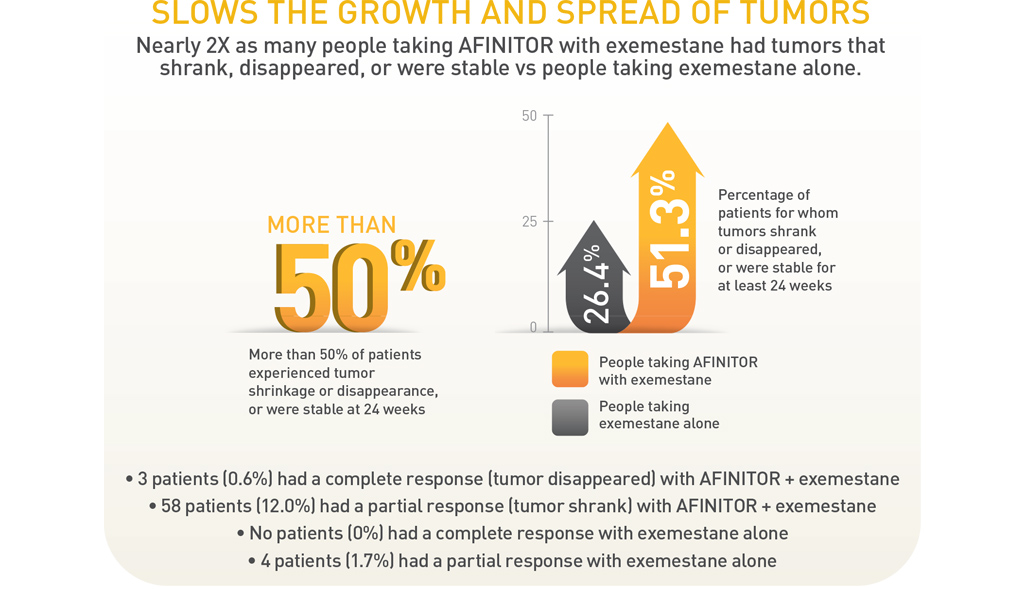 SLOWS THE GROWTH AND SPREAD OF TUMORS
Nearly 2X as many people taking AFINITOR with exemestane had tumors that
shrank, disappeared, or were stable vs people taking exemestane alone.
MORE THAN
50%
More than 50% of patients
experienced tumor
shrinkage or disappearance,
or were stable at 24 weeks
50
25
0
26.4%
51.3%
Percentage of
patients for whom
tumors shrank
or disappeared,
or were stable for
at least 24 weeks
People taking AFINITOR
with exemestane
People taking
exemestane alone
• 3 patients (0.6%) had a complete response (tumor disappeared) with AFINITOR + exemestane
• 58 patients (12.0%) had a partial response (tumor shrank) with AFINITOR + exemestane
• No patients (0%) had a complete response with exemestane alone
• 4 patients (1.7%) had a partial response with exemestane alone